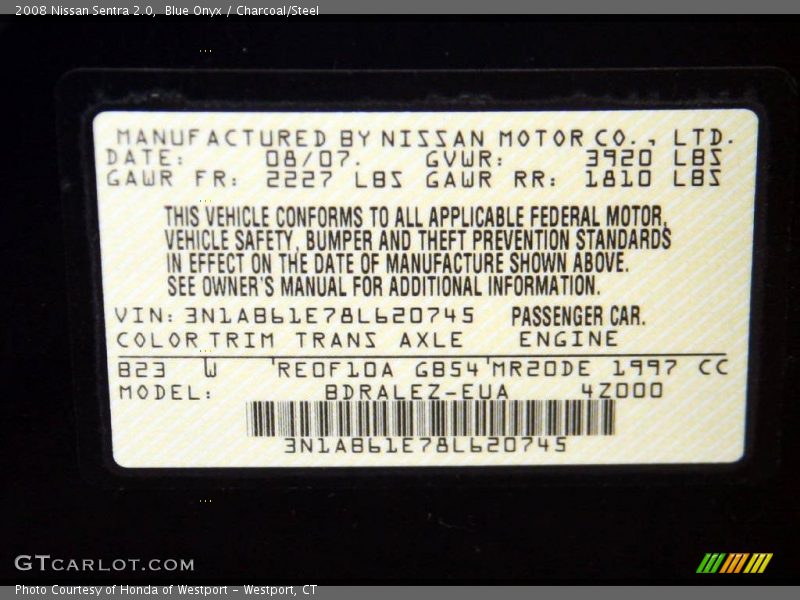 2008 Nissan Sentra 2.0, Blue Onyx / Charcoal/Steel
MANUFACTURED BY NISSAN MOTOR CO., LTD.
DATE: 08/07. GVWR: 3920 LBS
GAWR FR: 2227 LBS GAWR RR: 1810 LBS
THIS VEHICLE CONFORMS TO ALL APPLICABLE FEDERAL MOTOR,
VEHICLE SAFETY, BUMPER AND THEFT PREVENTION STANDARDS
IN EFFECT ON THE DATE OF MANUFACTURE SHOWN ABOVE.
SEE OWNER'S MANUAL FOR ADDITIONAL INFORMATION.
VIN: 3N1AB61E78L620745 PASSENGER CAR.
COLOR TRIM TRANS AXLE ENGINE
B23 W RE0F10A GB54 MR20DE 1997 CC
MODEL: BDRALEZ-EUA 4Z000
3N1AB61E78L620745
GTCARLOT.COM
Photo Courtesy of Honda of Westport - Westport, CT